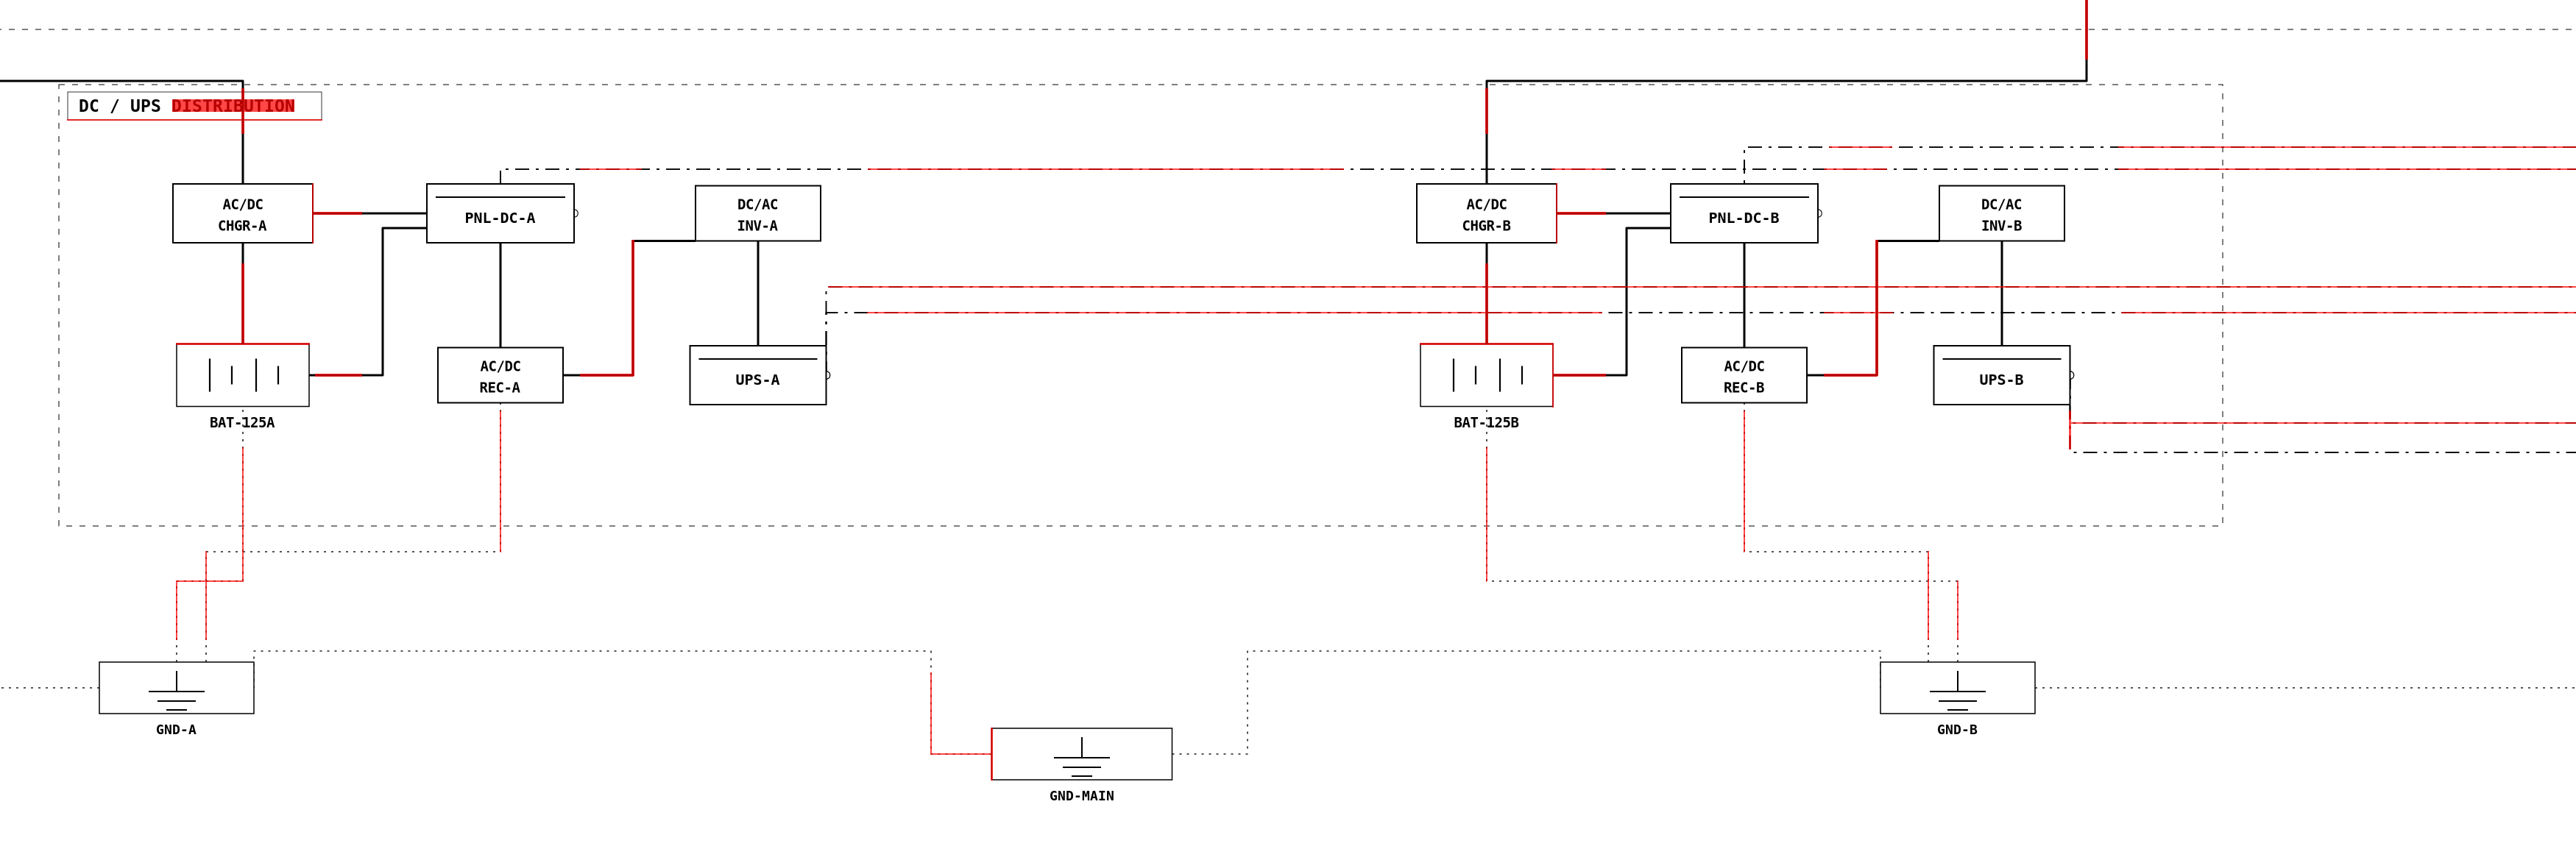 DC / UPS DISTRIBUTION
AC/DC
CHGR-A
PNL-DC-A
DC/AC
INV-A
AC/DC
CHGR-B
PNL-DC-B
DC/AC
INV-B
BAT-125A
AC/DC
REC-A
UPS-A
BAT-125B
AC/DC
REC-B
UPS-B
GND-A
GND-MAIN
GND-B